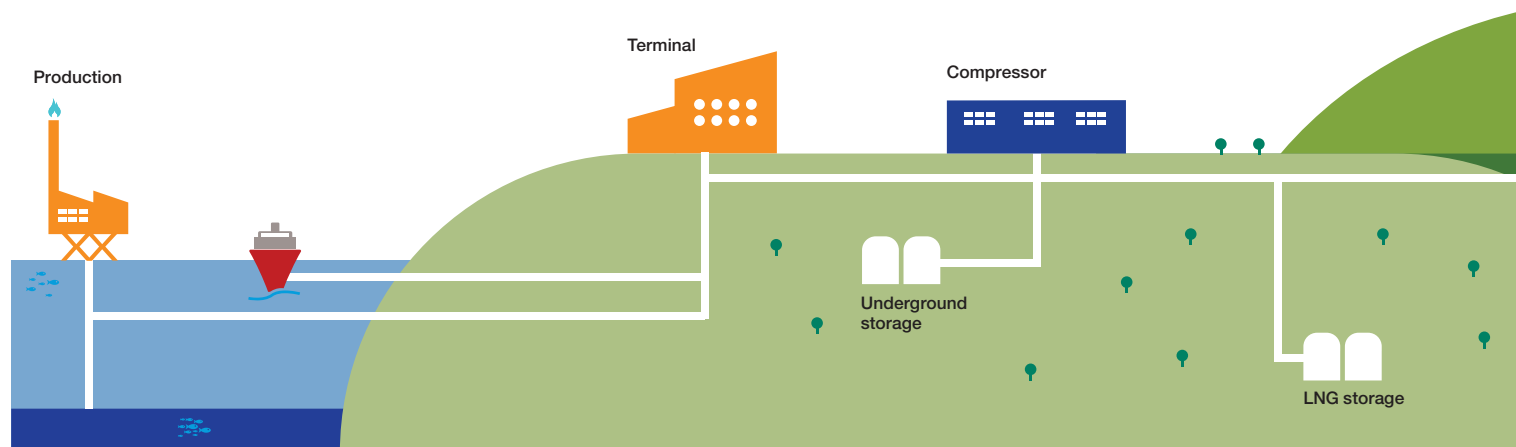 Production
Terminal
Compressor
Underground
storage
LNG storage